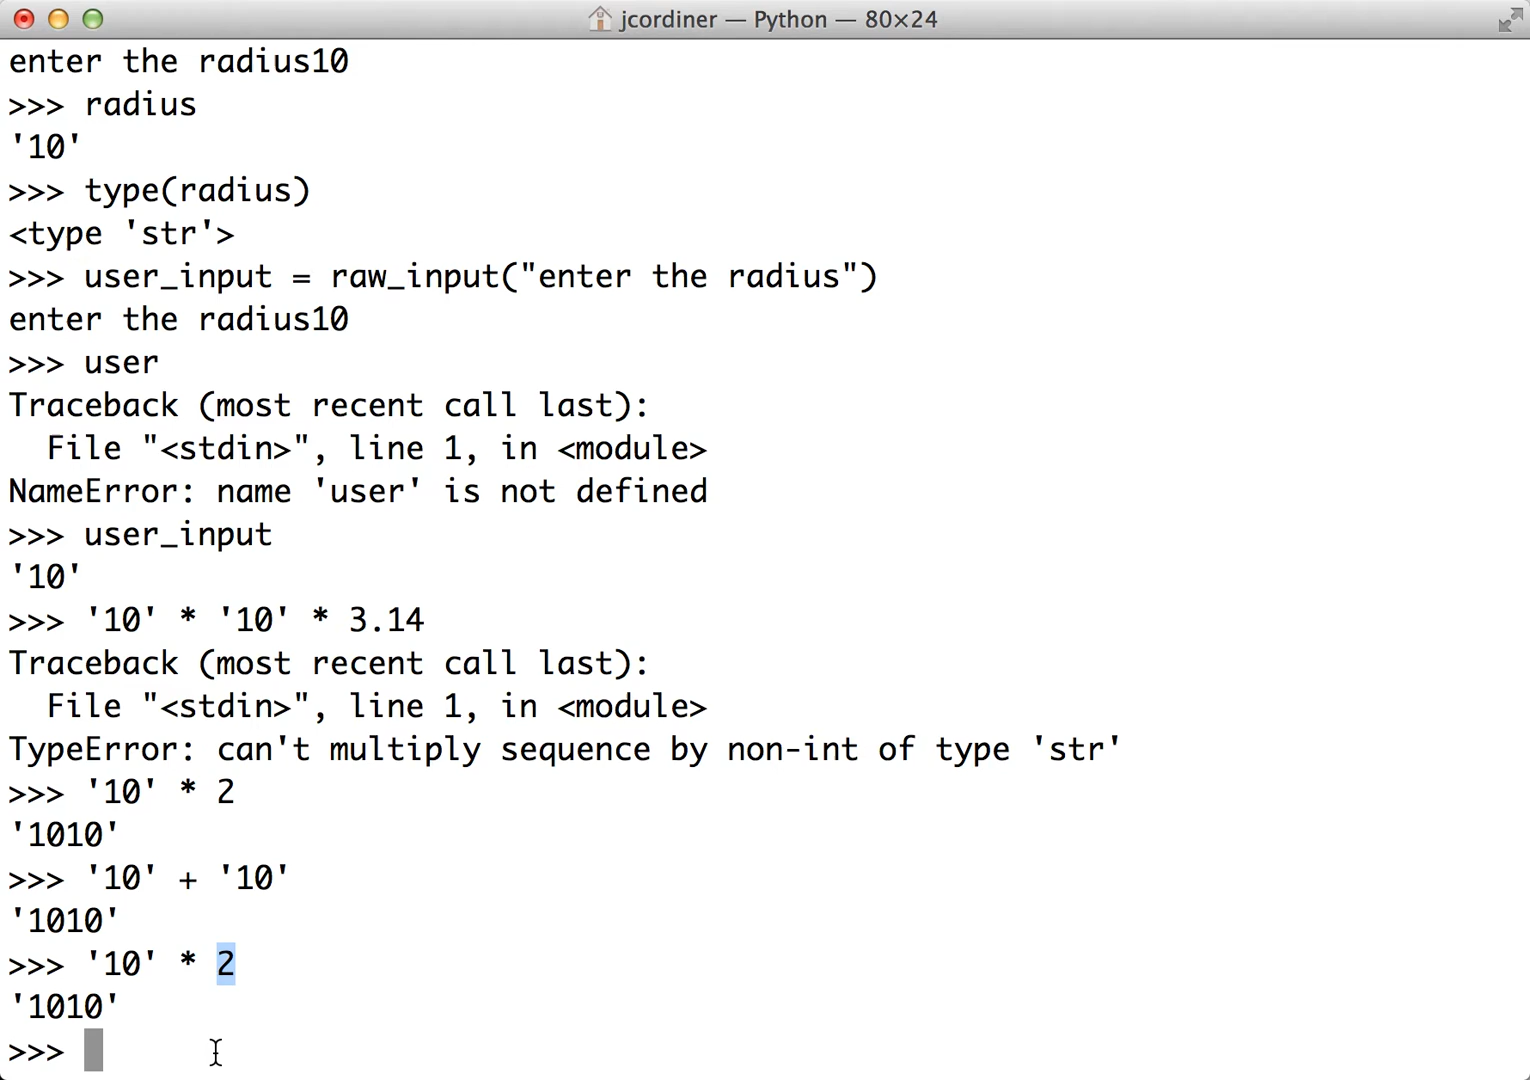 jcordiner — Python — 80×24
enter the radius10
>>> radius
'10'
>>> type(radius)
<type 'str'>
>>> user_input = raw_input("enter the radius")
enter the radius10
>>> user
Traceback (most recent call last):
  File "<stdin>", line 1, in <module>
NameError: name 'user' is not defined
>>> user_input
'10'
>>> '10' * '10' * 3.14
Traceback (most recent call last):
  File "<stdin>", line 1, in <module>
TypeError: can't multiply sequence by non-int of type 'str'
>>> '10' * 2
'1010'
>>> '10' + '10'
'1010'
>>> '10' * 2
'1010'
>>>